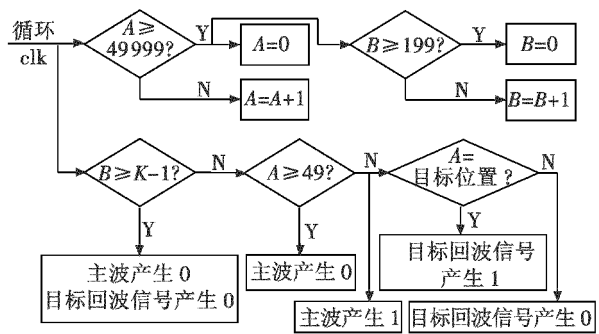 循环
clk
A≥
49999?
Y
A=0
N
A=A+1
B≥199?
Y
B=0
N
B=B+1
B≥K-1?
N
A≥49?
N
A=
目标位置?
N
Y
主波产生0
目标回波信号产生0
Y
主波产生0
主波产生1
Y
目标回波信号
产生1
目标回波信号产生0